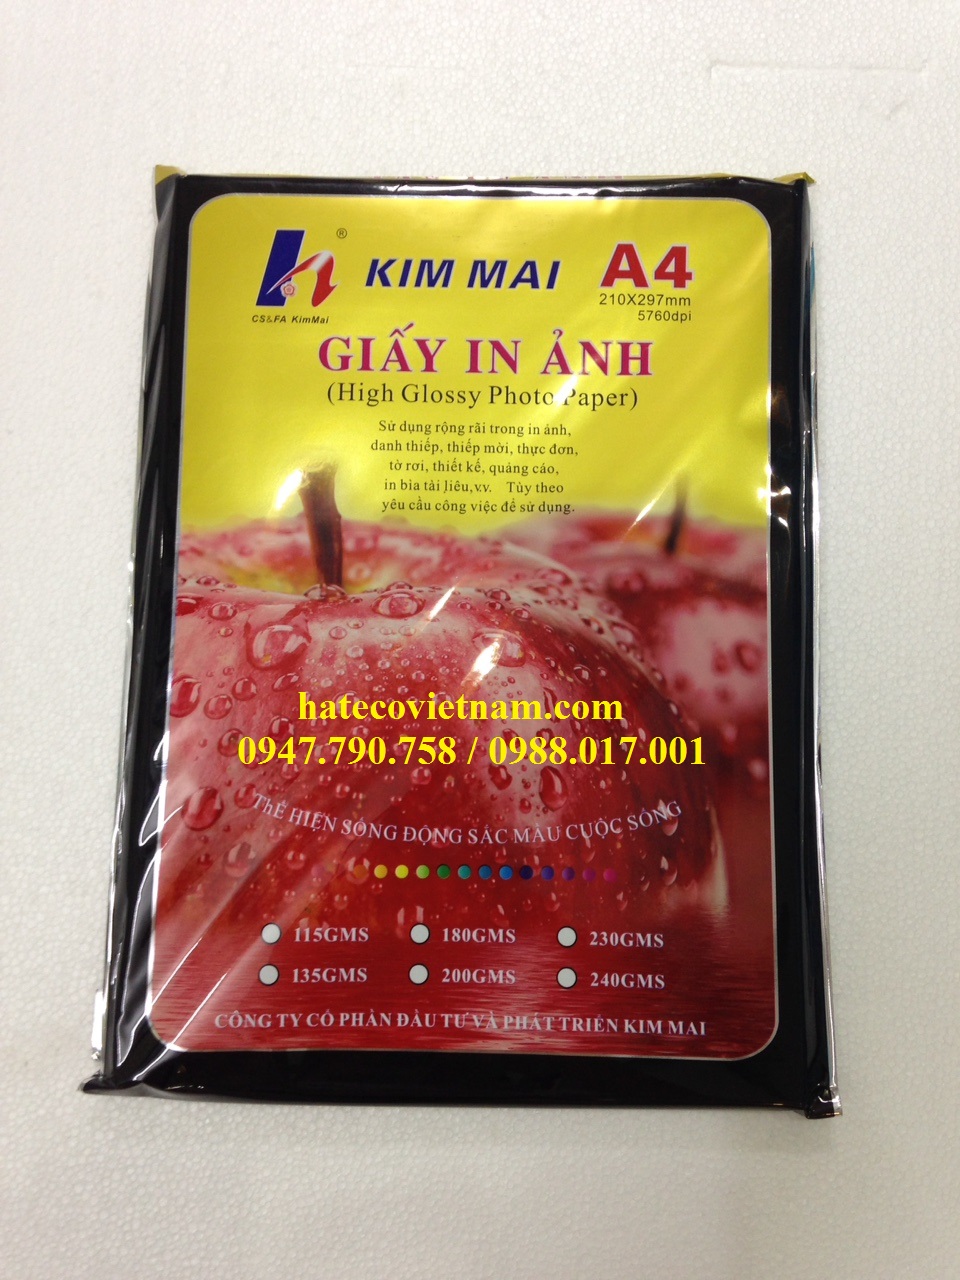 ®
KIM MAI
A4
210X297mm
5760dpi
CS&FA KimMai
GIẤY IN ẢNH
(High Glossy Photo Paper)
Sử dụng rộng rãi trong in ảnh,
danh thiếp, thiếp mời, thực đơn,
tờ rơi, thiết kế, quảng cáo,
in bìa tài liêu,v.v. Tùy theo
yêu cầu công việc để sử dụng.
hatecovietnam.com
0947.790.758 / 0988.017.001
ThỂ HIỆN SỐNG ĐỘNG SẮC MÀU CUỘC SỐNG
115GMS 180GMS 230GMS
135GMS 200GMS 240GMS
CÔNG TY CỔ PHẦN ĐẦU TƯ VÀ PHÁT TRIỂN KIM MAI